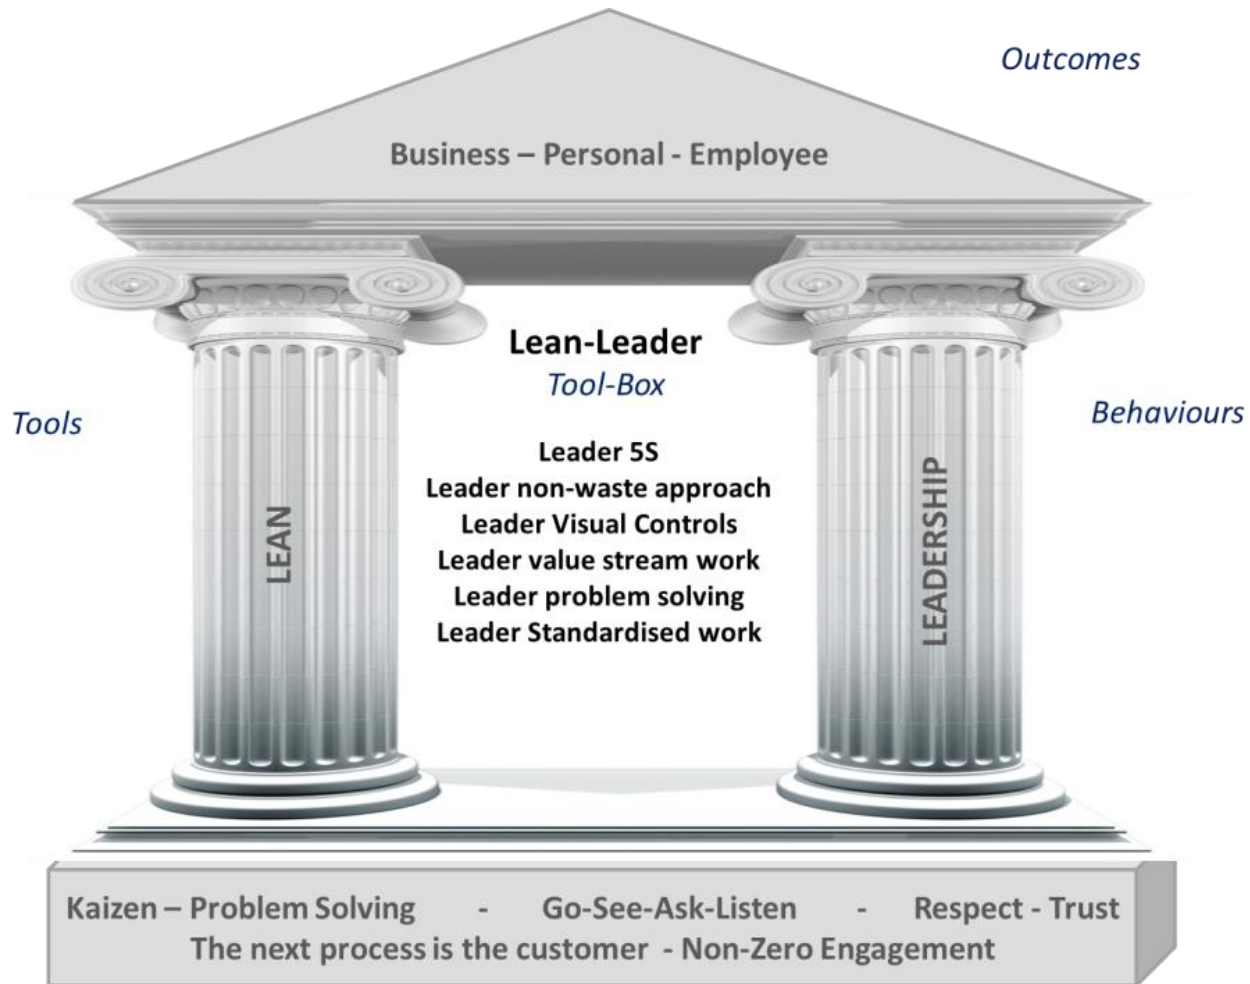 Outcomes
Business – Personal - Employee
Lean-Leader
Tool-Box
Tools
Behaviours
Leader 5S
Leader non-waste approach
Leader Visual Controls
Leader value stream work
Leader problem solving
Leader Standardised work
LEAN
LEADERSHIP
Kaizen – Problem Solving - Go-See-Ask-Listen - Respect - Trust
The next process is the customer - Non-Zero Engagement